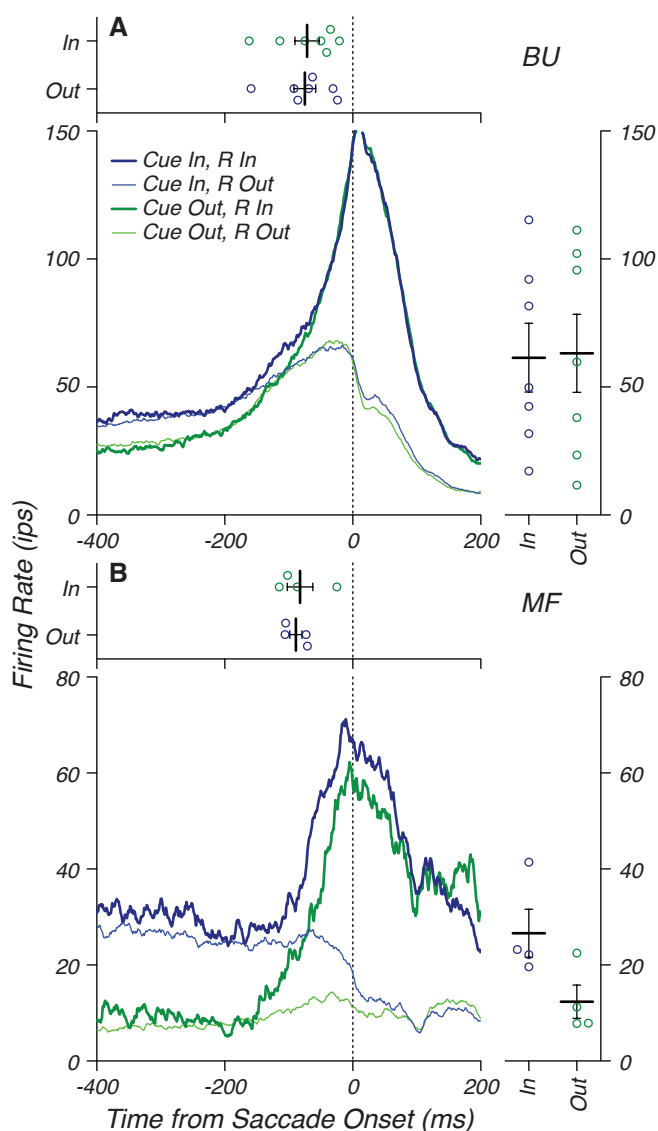 A
BU
In
Out
150
100
50
0
Cue In, R In
Cue In, R Out
Cue Out, R In
Cue Out, R Out
150
100
50
0
-400
-200
0
200
In
Out
B
MF
In
Out
Firing Rate (ips)
80
60
40
20
0
80
60
40
20
0
-400
-200
0
200
In
Out
Time from Saccade Onset (ms)